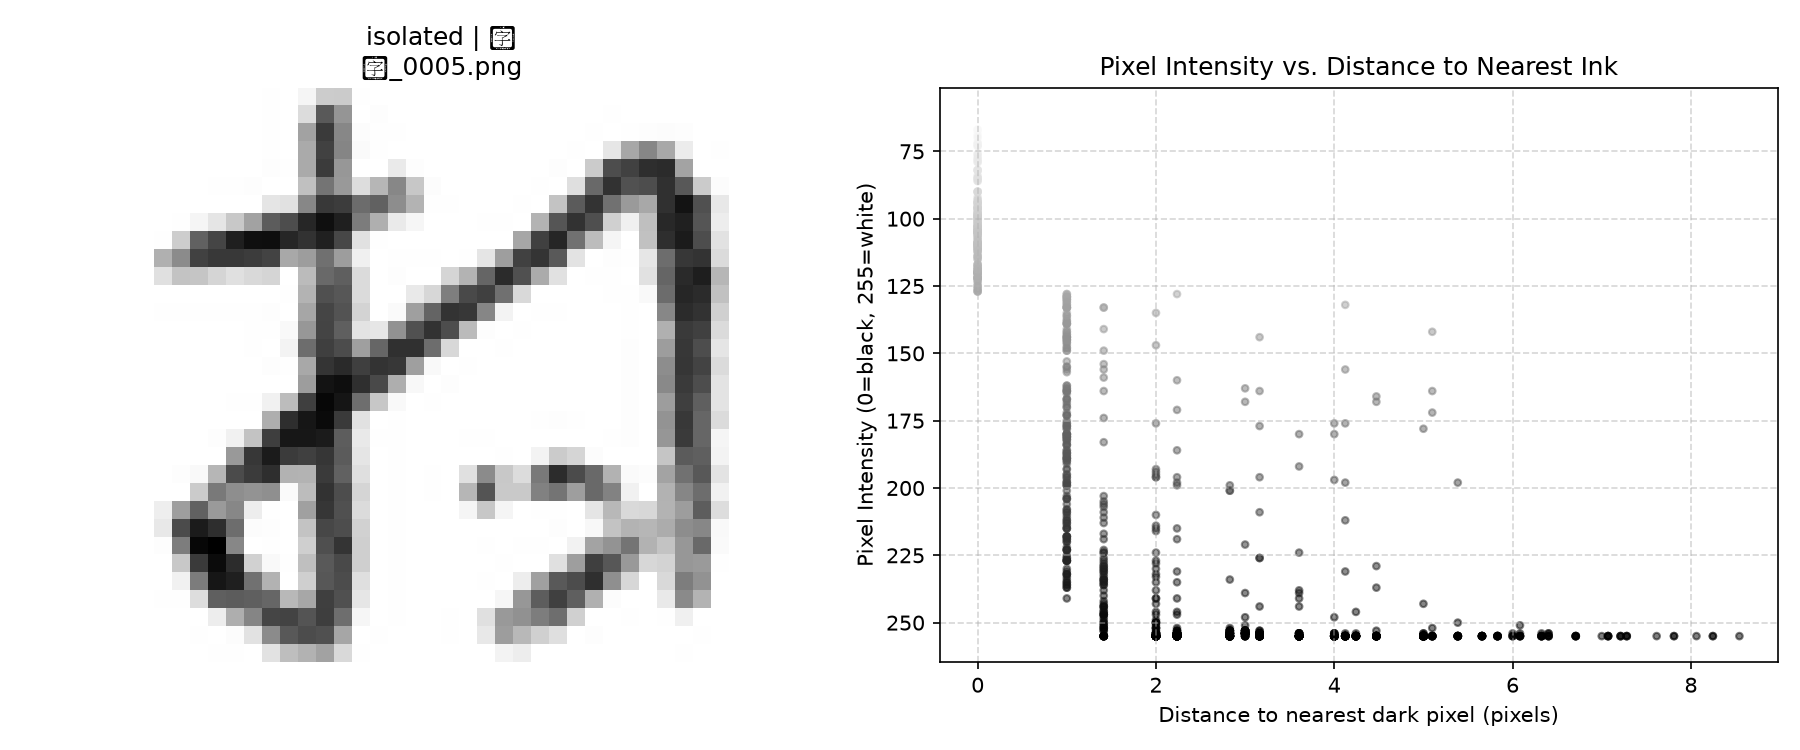 isolated |
_0005.png
Pixel Intensity vs. Distance to Nearest Ink
Pixel Intensity (0=black, 255=white)
75
100
125
150
175
200
225
250
0 2 4 6 8
Distance to nearest dark pixel (pixels)